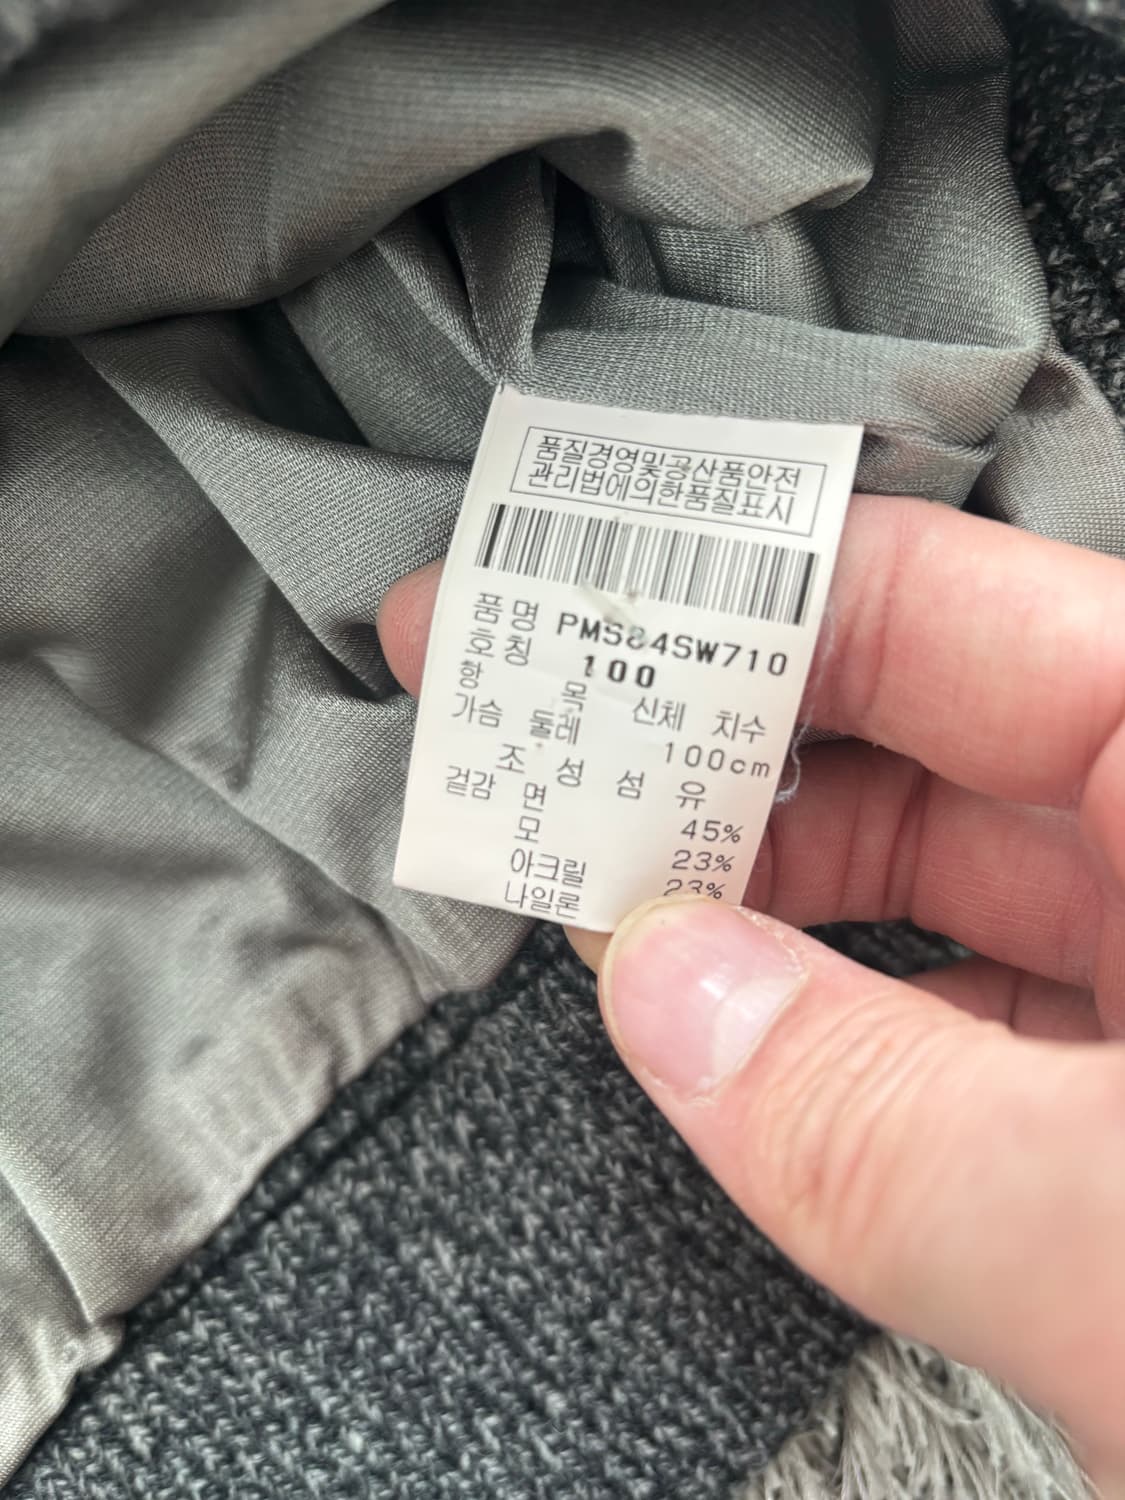 품질경영및공산품안전
관리법에의한품질표시
품명 PMS84SW710
호칭 100
항 목 신체 치수
가슴 둘레 100cm
조 성 섬 유
겉감 면 45%
모 23%
아크릴 23%
나일론